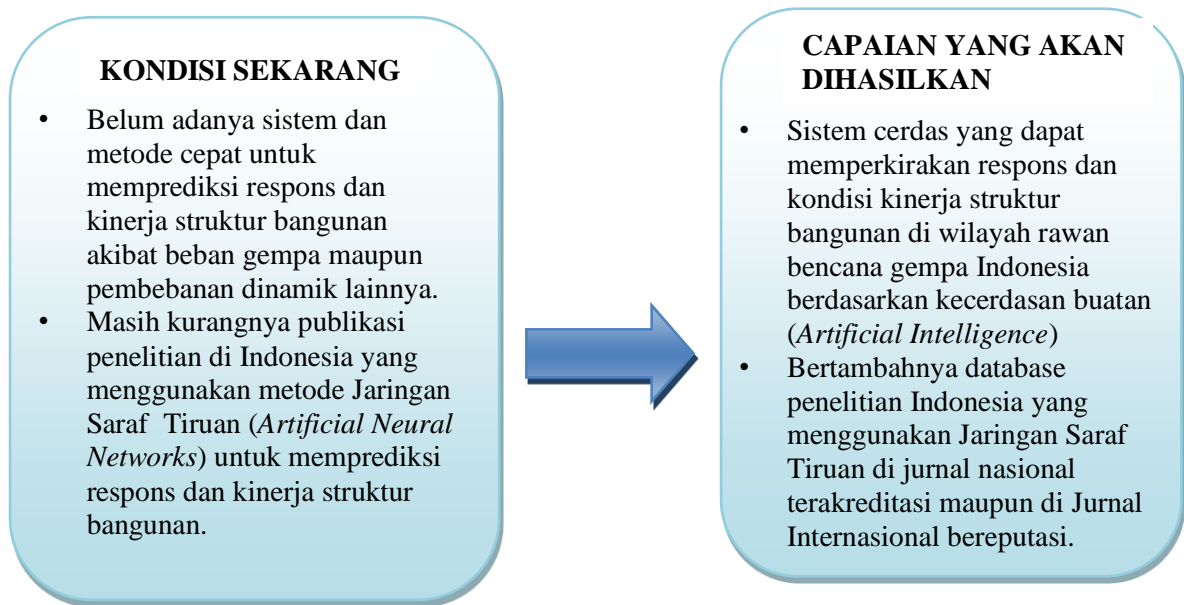 KONDISI SEKARANG
• Belum adanya sistem dan
metode cepat untuk
memprediksi respons dan
kinerja struktur bangunan
akibat beban gempa maupun
pembebanan dinamik lainnya.
• Masih kurangnya publikasi
penelitian di Indonesia yang
menggunakan metode Jaringan
Saraf Tiruan (Artificial Neural
Networks) untuk memprediksi
respons dan kinerja struktur
bangunan.
CAPAIAN YANG AKAN
DIHASILKAN
• Sistem cerdas yang dapat
memperkirakan respons dan
kondisi kinerja struktur
bangunan di wilayah rawan
bencana gempa Indonesia
berdasarkan kecerdasan buatan
(Artificial Intelligence)
• Bertambahnya database
penelitian Indonesia yang
menggunakan Jaringan Saraf
Tiruan di jurnal nasional
terakreditasi maupun di Jurnal
Internasional bereputasi.